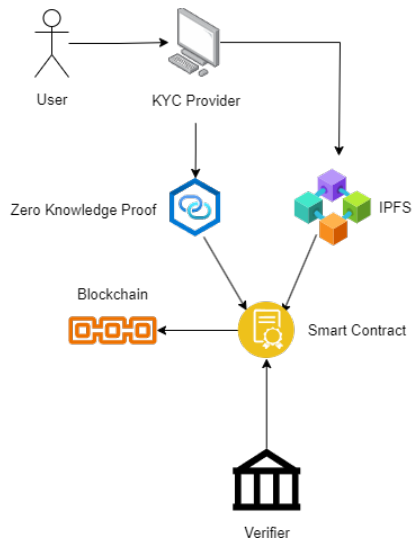 User
KYC Provider
Zero Knowledge Proof
IPFS
Blockchain
Smart Contract
Verifier